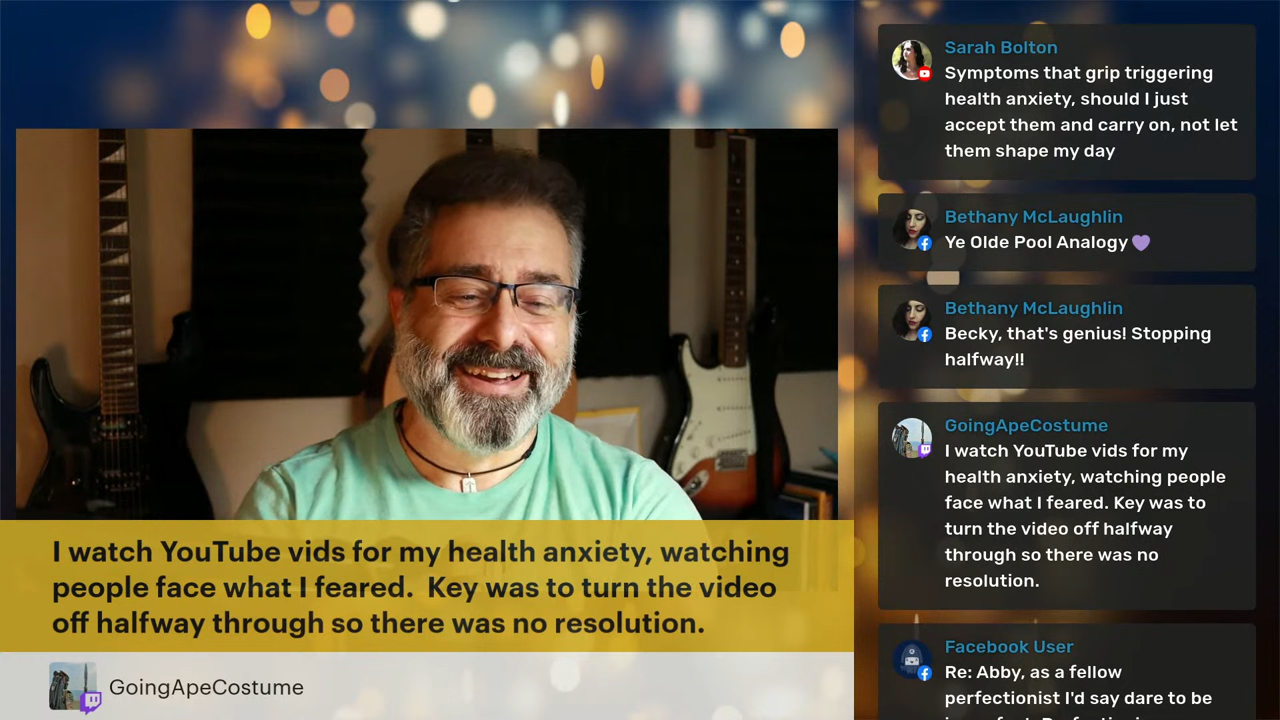 I watch YouTube vids for my health anxiety, watching
people face what I feared.  Key was to turn the video
off halfway through so there was no resolution.
GoingApeCostume
Sarah Bolton
Symptoms that grip triggering
health anxiety, should I just
accept them and carry on, not let
them shape my day
Bethany McLaughlin
Ye Olde Pool Analogy💜
Bethany McLaughlin
Becky, that's genius! Stopping
halfway!!
GoingApeCostume
I watch YouTube vids for my
health anxiety, watching people
face what I feared. Key was to
turn the video off halfway
through so there was no
resolution.
Facebook User
Re: Abby, as a fellow
perfectionist I'd say dare to be